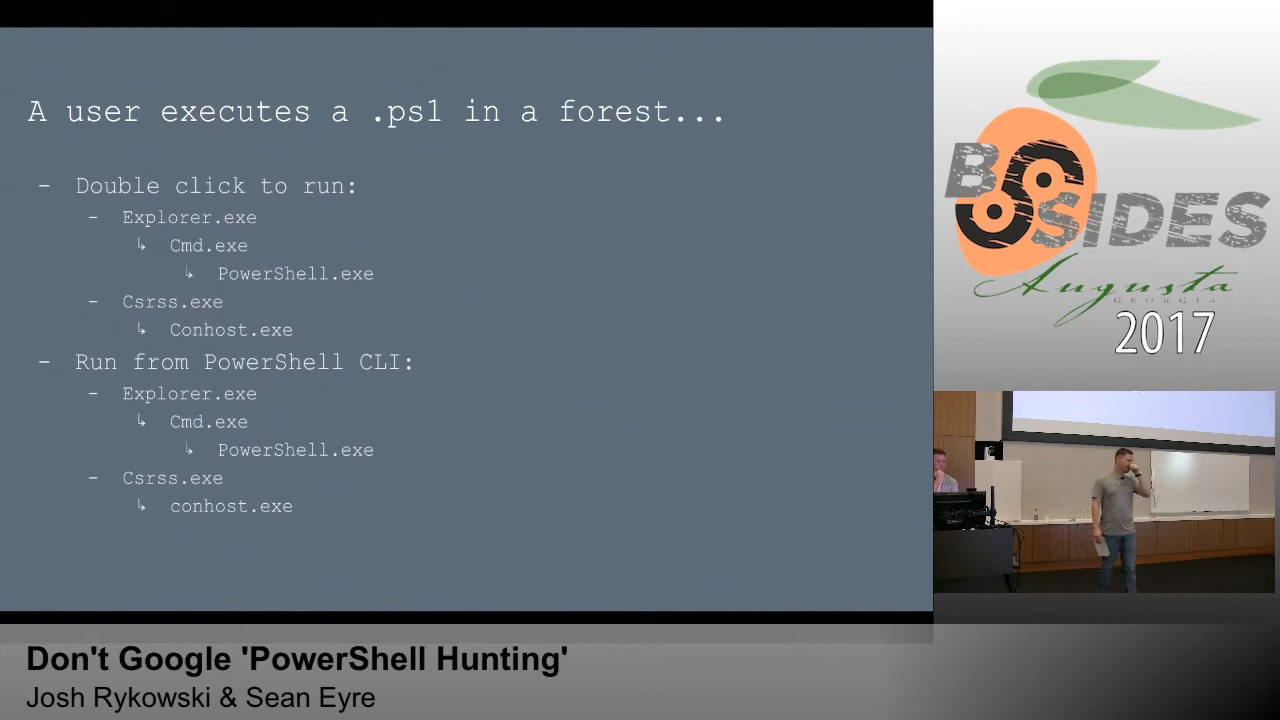 A user executes a .ps1 in a forest...
- Double click to run:
- Explorer.exe
↳ Cmd.exe
↳ PowerShell.exe
- Csrss.exe
↳ Conhost.exe
- Run from PowerShell CLI:
- Explorer.exe
↳ Cmd.exe
↳ PowerShell.exe
- Csrss.exe
↳ conhost.exe
BSIDES
Augusta
GEORGIA
2017
Don't Google 'PowerShell Hunting'
Josh Rykowski & Sean Eyre